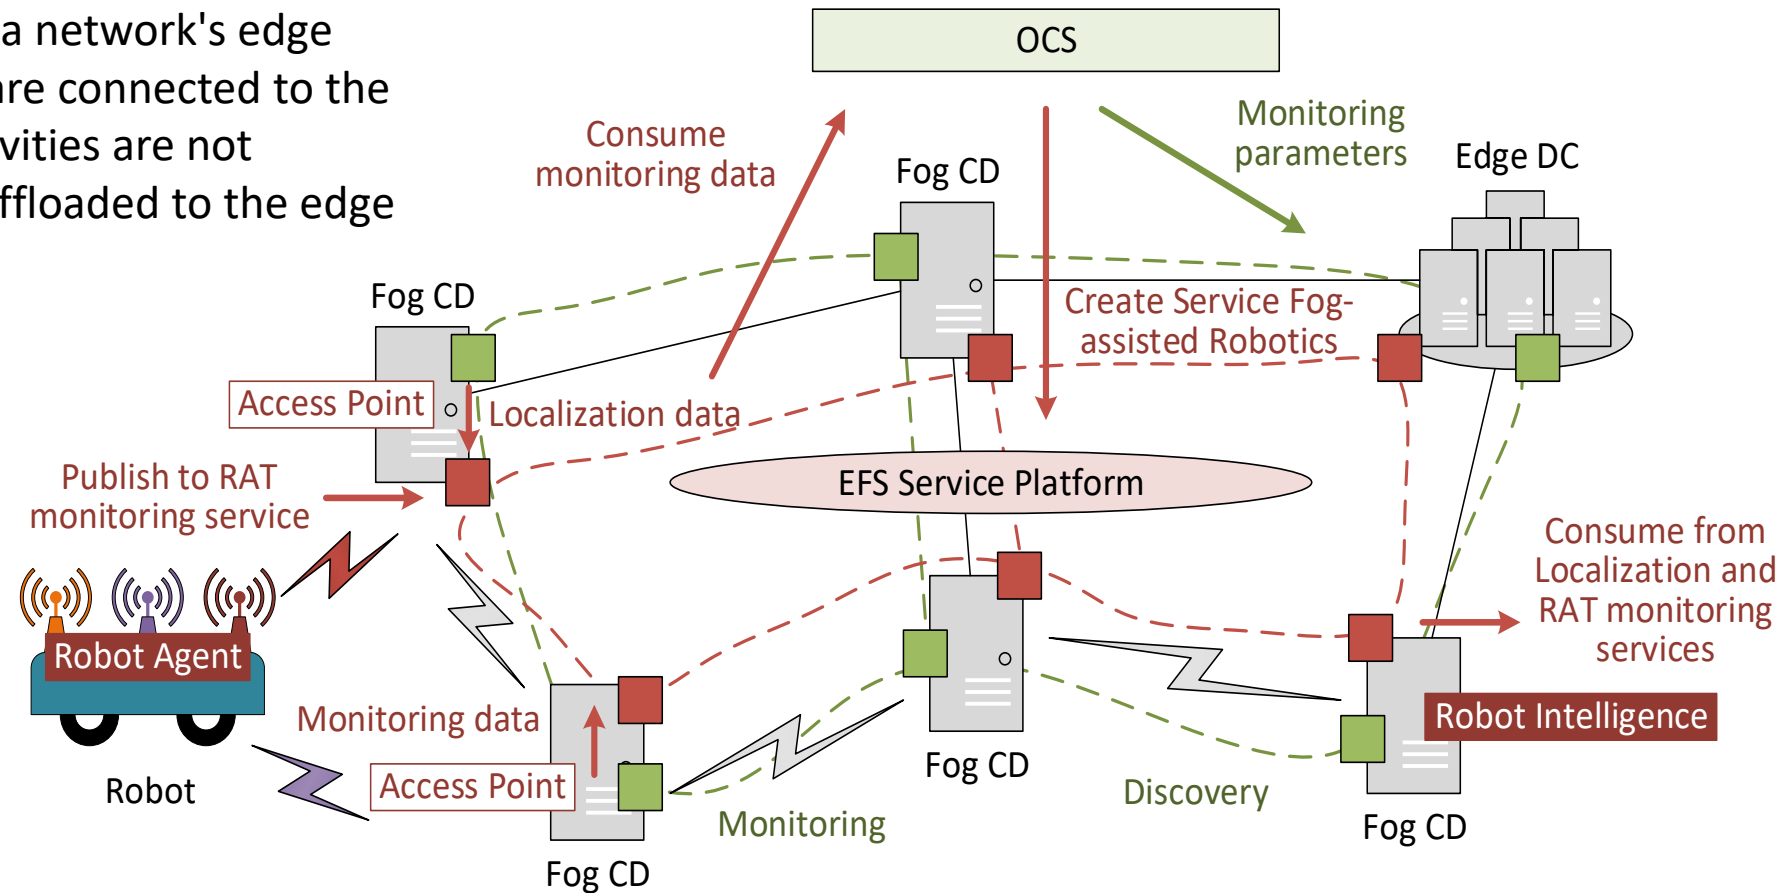 a network's edge
are connected to the
vities are not
ffloaded to the edge
OCS
Consume
monitoring data
Monitoring
parameters
Fog CD
Edge DC
Fog CD
Create Service Fog-
assisted Robotics
Access Point
Localization data
Publish to RAT
monitoring service
EFS Service Platform
Consume from
Localization and
RAT monitoring
services
Robot Agent
Monitoring data
Robot Intelligence
Robot
Access Point
Fog CD
Discovery
Monitoring
Fog CD
Fog CD